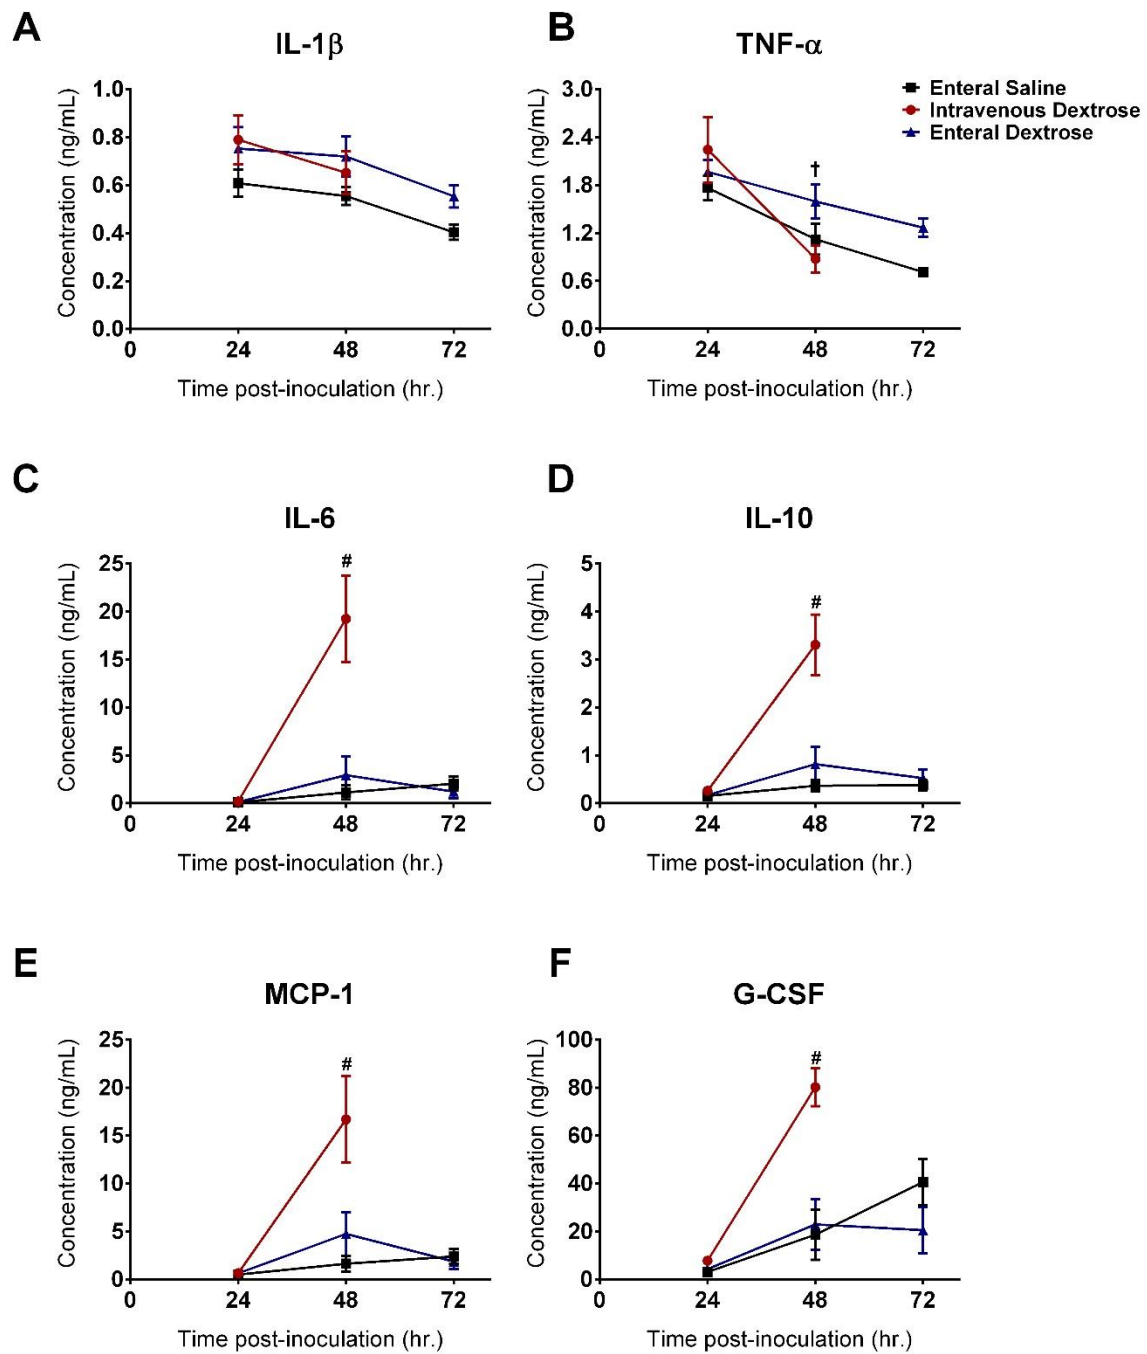 A
IL-1β
Concentration (ng/mL)
1.0
0.8
0.6
0.4
0.2
0.0
0 24 48 72
Time post-inoculation (hr.)
B
TNF-α
Concentration (ng/mL)
3.0
2.4
1.8
1.2
0.6
0.0
†
0 24 48 72
Time post-inoculation (hr.)
Enteral Saline
Intravenous Dextrose
Enteral Dextrose
C
IL-6
Concentration (ng/mL)
25
20
15
10
5
0
#
0 24 48 72
Time post-inoculation (hr.)
D
IL-10
Concentration (ng/mL)
5
4
3
2
1
0
#
0 24 48 72
Time post-inoculation (hr.)
E
MCP-1
Concentration (ng/mL)
25
20
15
10
5
0
#
0 24 48 72
Time post-inoculation (hr.)
F
G-CSF
Concentration (ng/mL)
100
80
60
40
20
0
#
0 24 48 72
Time post-inoculation (hr.)